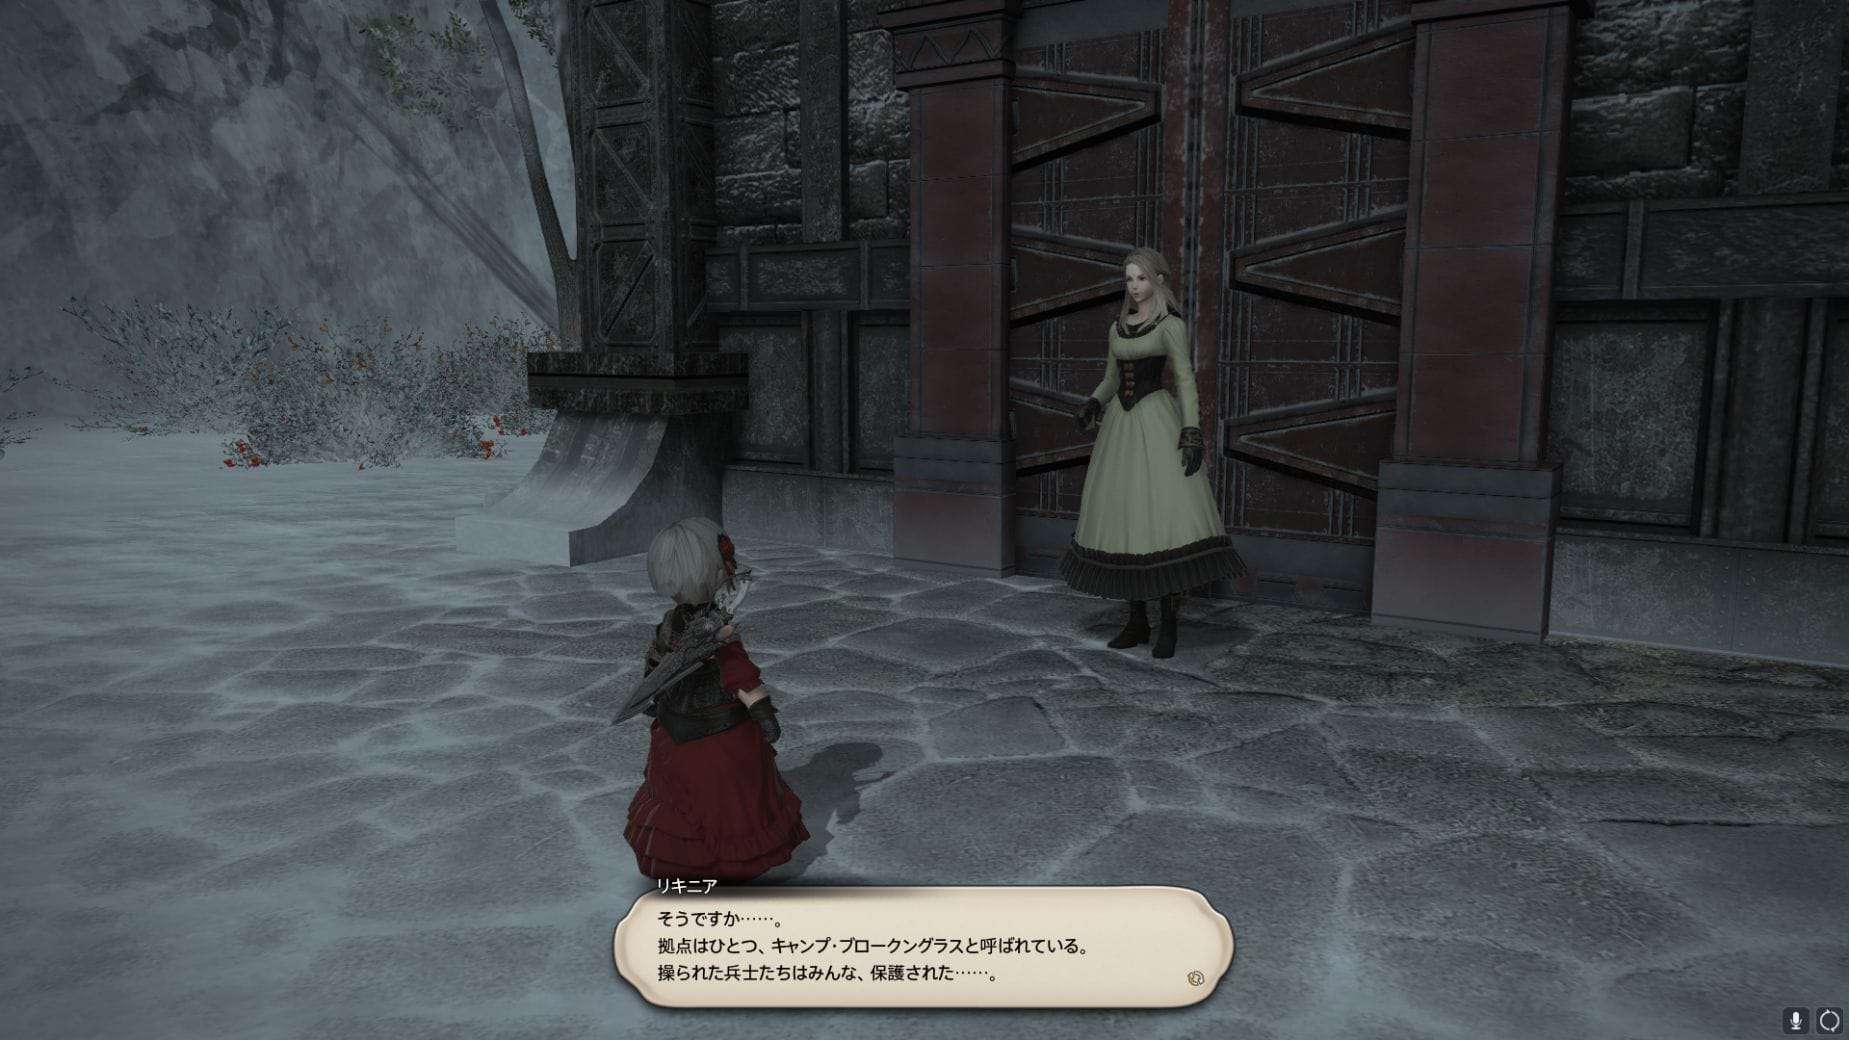 リキニア
そうですか……。
拠点はひとつ、キャンプ・ブロークングラスと呼ばれている。
操られた兵士たちはみんな、保護された……。